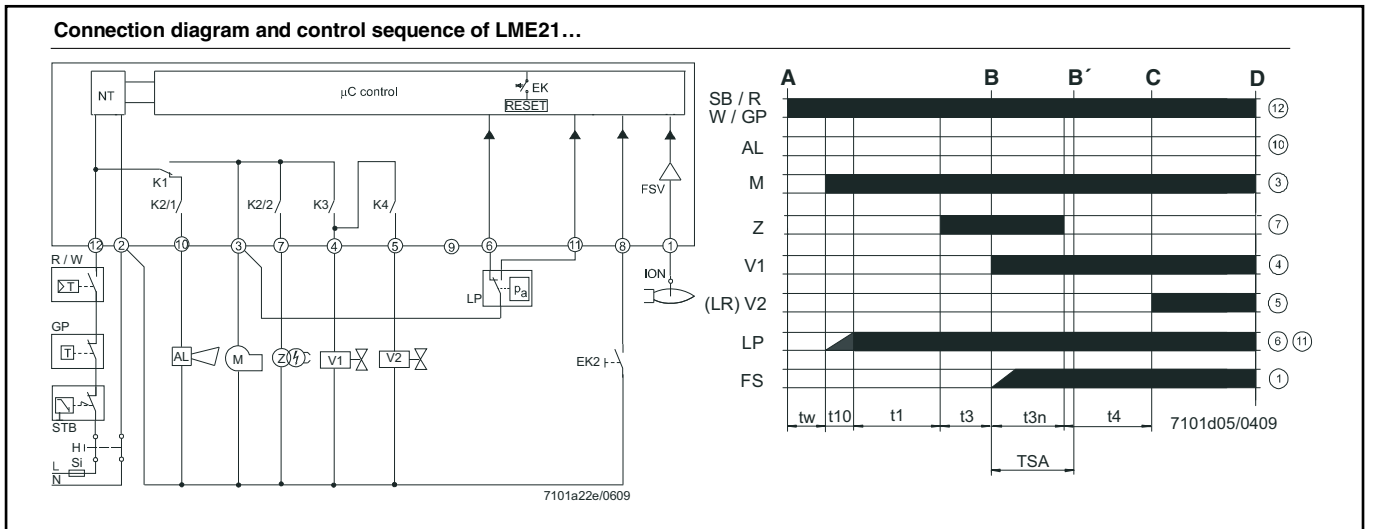 Connection diagram and control sequence of LME21...
NT
µC control
EK
RESET
FSV
K1
K2/1
K2/2
K3
K4
12
2
10
3
7
4
5
9
6
11
8
1
R / W
T
GP
T
STB
H
Si
L
N
AL
M
Z
V1
V2
LP
pa
ION
EK2
7101a22e/0609
A
B
B´
C
D
SB / R
W / GP
12
AL
10
M
3
Z
7
V1
4
(LR) V2
5
LP
6 11
FS
1
tw t10 t1 t3 t3n t4
7101d05/0409
TSA